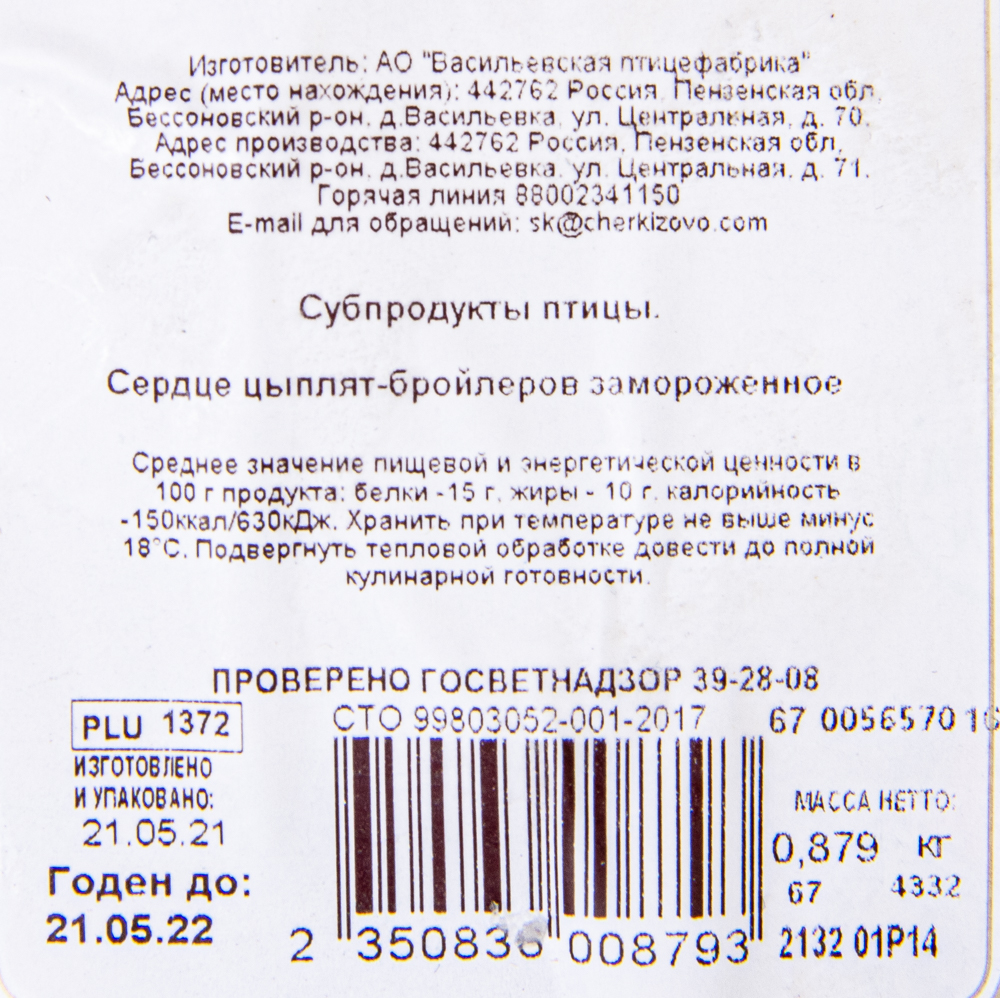 Изготовитель: АО "Васильевская птицефабрика"
Адрес (место нахождения): 442762 Россия, Пензенская обл,
Бессоновский р-он, д.Васильевка, ул. Центральная, д. 70.
Адрес производства: 442762 Россия, Пензенская обл,
Бессоновский р-он, д.Васильевка, ул. Центральная, д. 71.
Горячая линия 88002341150
E-mail для обращений: sk@cherkizovo.com
Субпродукты птицы.
Сердце цыплят-бройлеров замороженное
Среднее значение пищевой и энергетической ценности в
100 г продукта: белки -15 г, жиры - 10 г, калорийность
-150ккал/630кДж. Хранить при температуре не выше минус
18°С. Подвергнуть тепловой обработке довести до полной
кулинарной готовности.
ПРОВЕРЕНО ГОСВЕТНАДЗОР 39-28-08
PLU 1372
СТО 99803052-001-2017
67 0056570
ИЗГОТОВЛЕНО
И УПАКОВАНО:
21.05.21
Годен до:
21.05.22
МАССА НЕТТО:
0,879 кг
67 4332
2 350836 008793
2132 01Р14